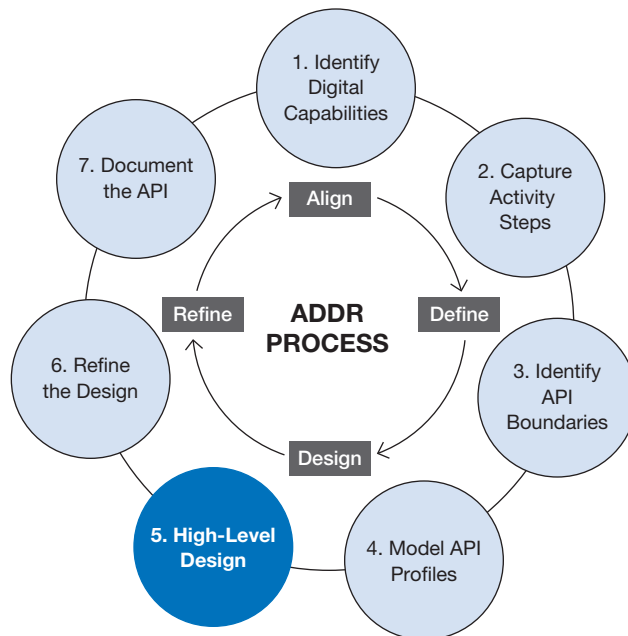 1. Identify
Digital
Capabilities
2. Capture
Activity
Steps
3. Identify
API
Boundaries
4. Model API
Profiles
5. High-Level
Design
6. Refine
the Design
7. Document
the API
Align
Define
Design
Refine
ADDR
PROCESS